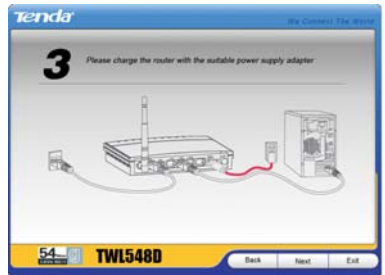 Tenda
We Connect The World
3
Please charge the router with the suitable power supply adapter
54
TWL548D
Back
Next
Exit